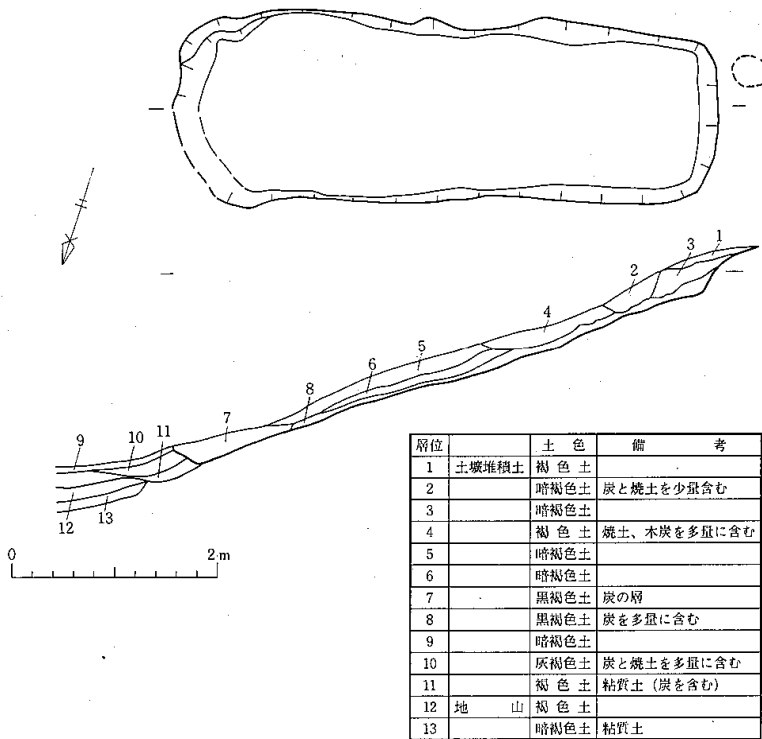 1
3
2
4
5
6
8
7
11
10
9
12
13
0 2 m
層位 土色 備考
1 土壙堆積土 褐色土
2 暗褐色土 炭と焼土を少量含む
3 暗褐色土
4 褐色土 焼土、木炭を多量に含む
5 暗褐色土
6 暗褐色土
7 黒褐色土 炭の層
8 黒褐色土 炭を多量に含む
9 暗褐色土
10 灰褐色土 炭と焼土を多量に含む
11 褐色土 粘質土(炭を含む)
12 地山 褐色土
13 暗褐色土 粘質土